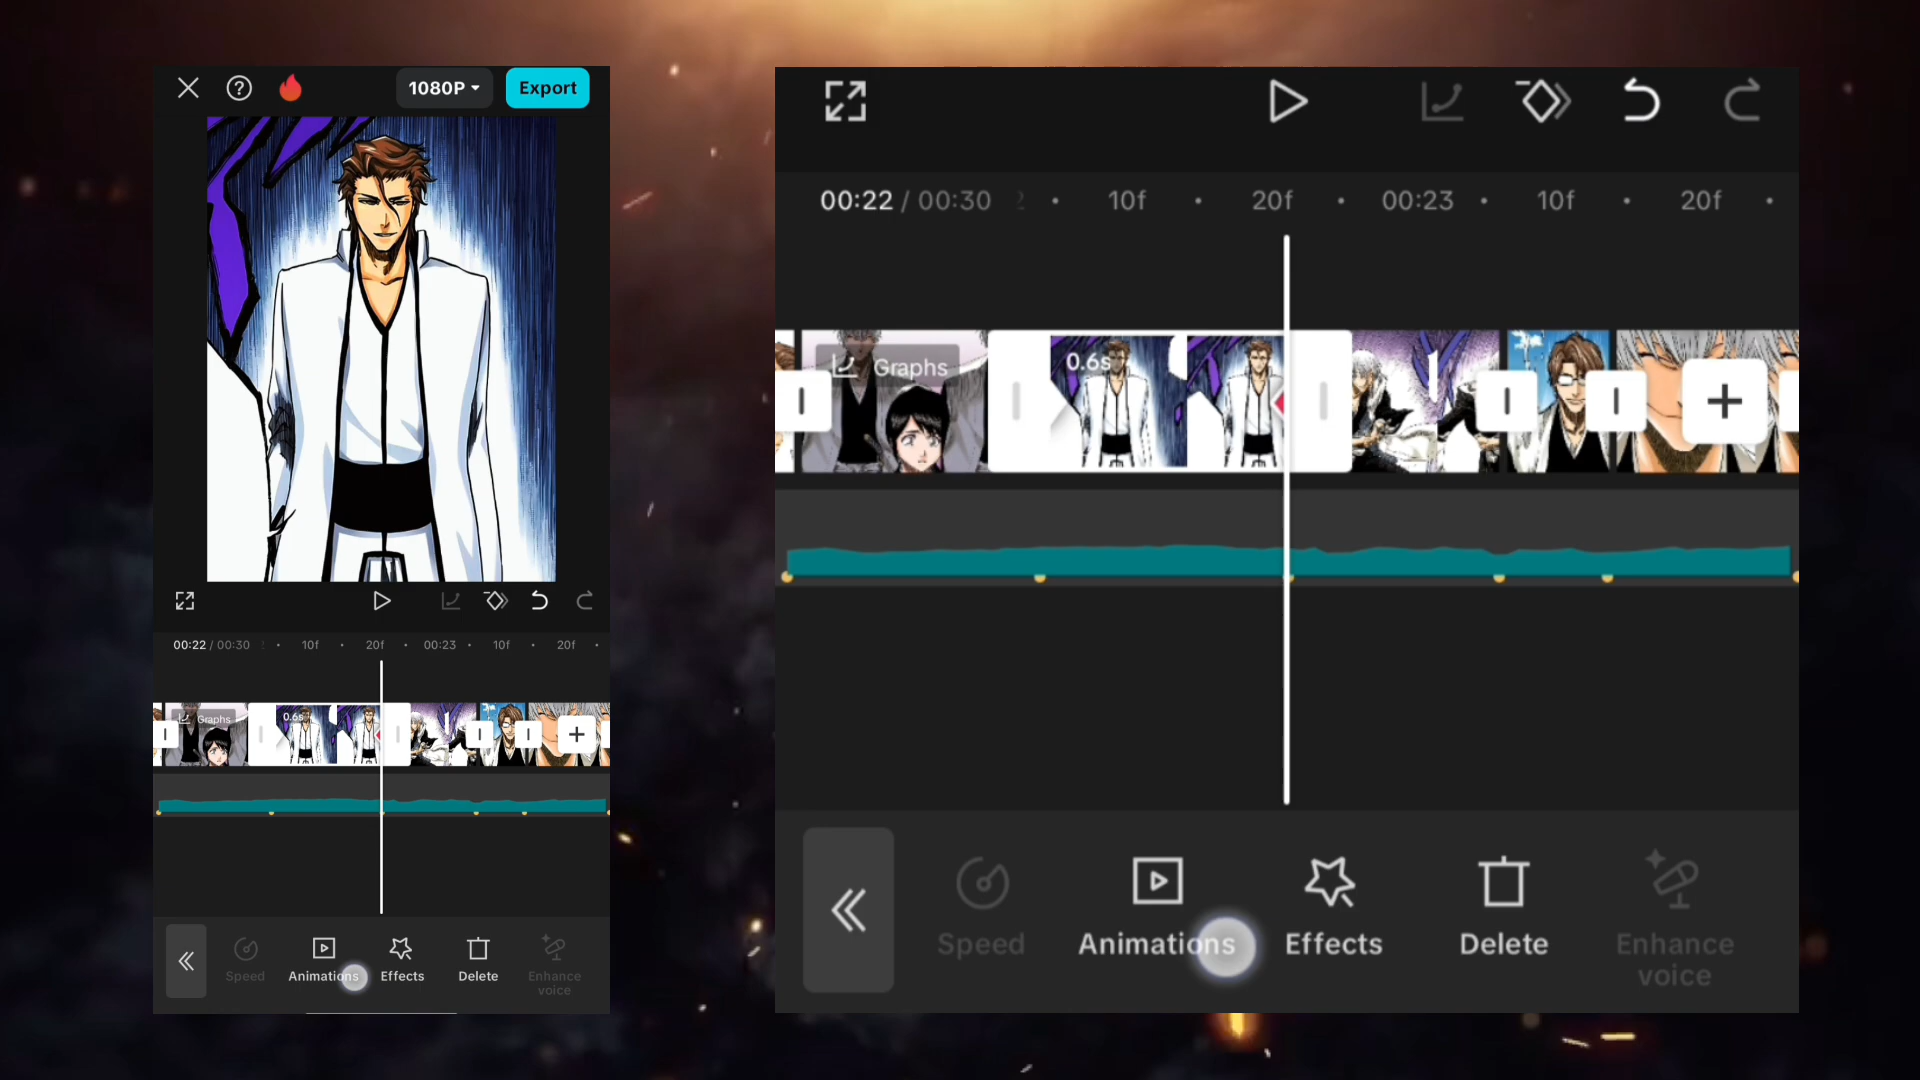 1080P Export
00:22 / 00:30 10f 20f 00:23 10f 20f
Graphs 0.6s
Speed Animations Effects Delete Enhance
voice
00:22 / 00:30 10f 20f 00:23 10f 20f
Graphs 0.6s
Speed Animations Effects Delete Enhance
voice